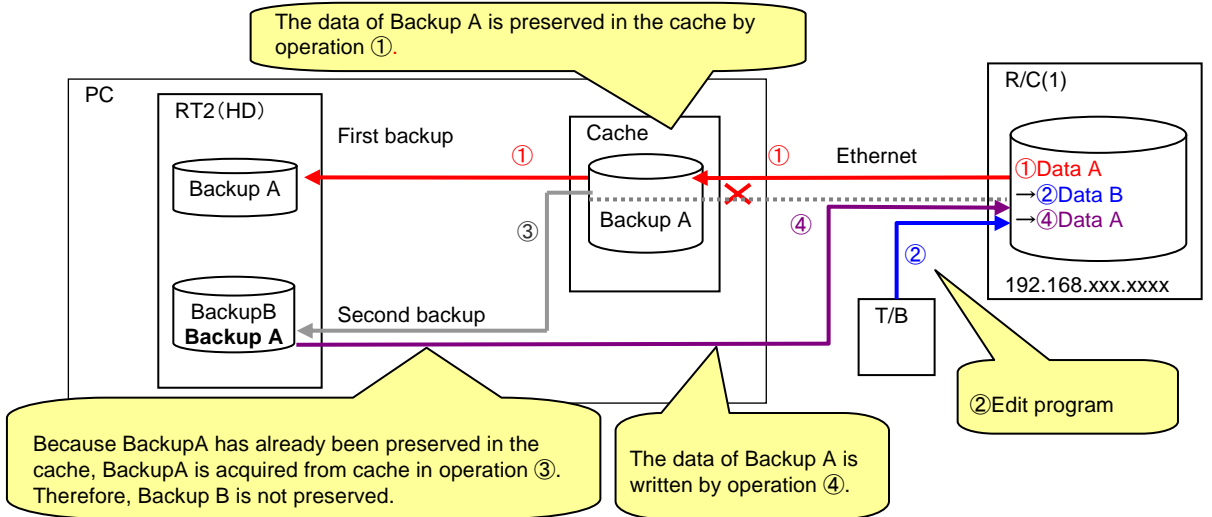 The data of Backup A is preserved in the cache by
operation ①.
PC
RT2（HD）
First backup
①
Cache
①
Ethernet
R/C(1)
Backup A
Backup A
①Data A
→②Data B
→④Data A
③
④
②
192.168.xxx.xxxx
BackupB
Backup A
Second backup
T/B
②Edit program
Because BackupA has already been preserved in the
cache, BackupA is acquired from cache in operation ③.
Therefore, Backup B is not preserved.
The data of Backup A is
written by operation ④.